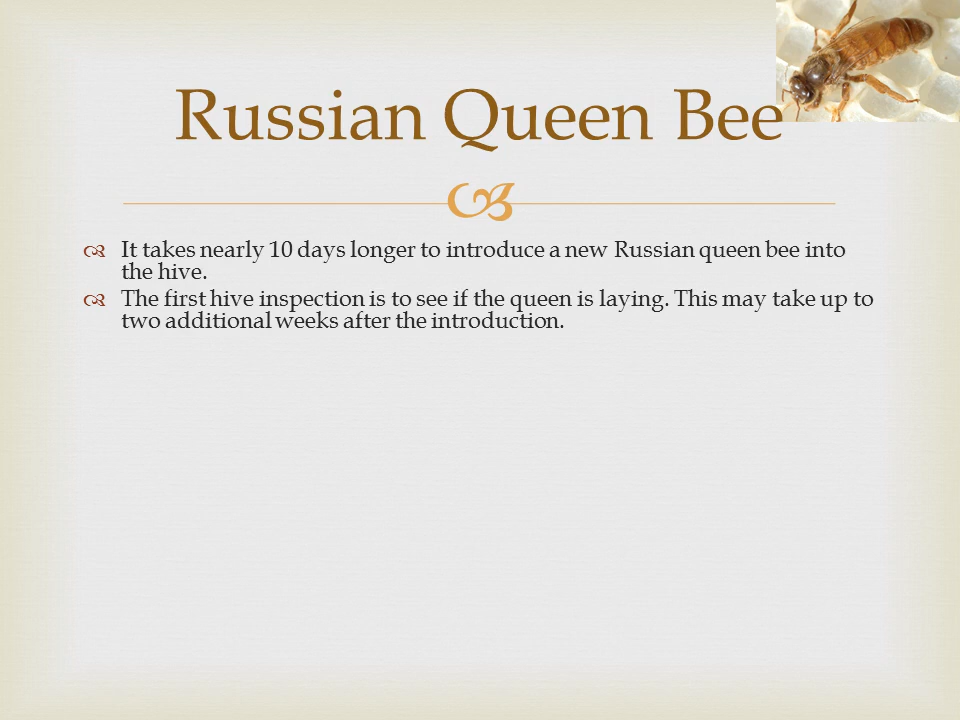 Russian Queen Bee
It takes nearly 10 days longer to introduce a new Russian queen bee into
the hive.
The first hive inspection is to see if the queen is laying. This may take up to
two additional weeks after the introduction.